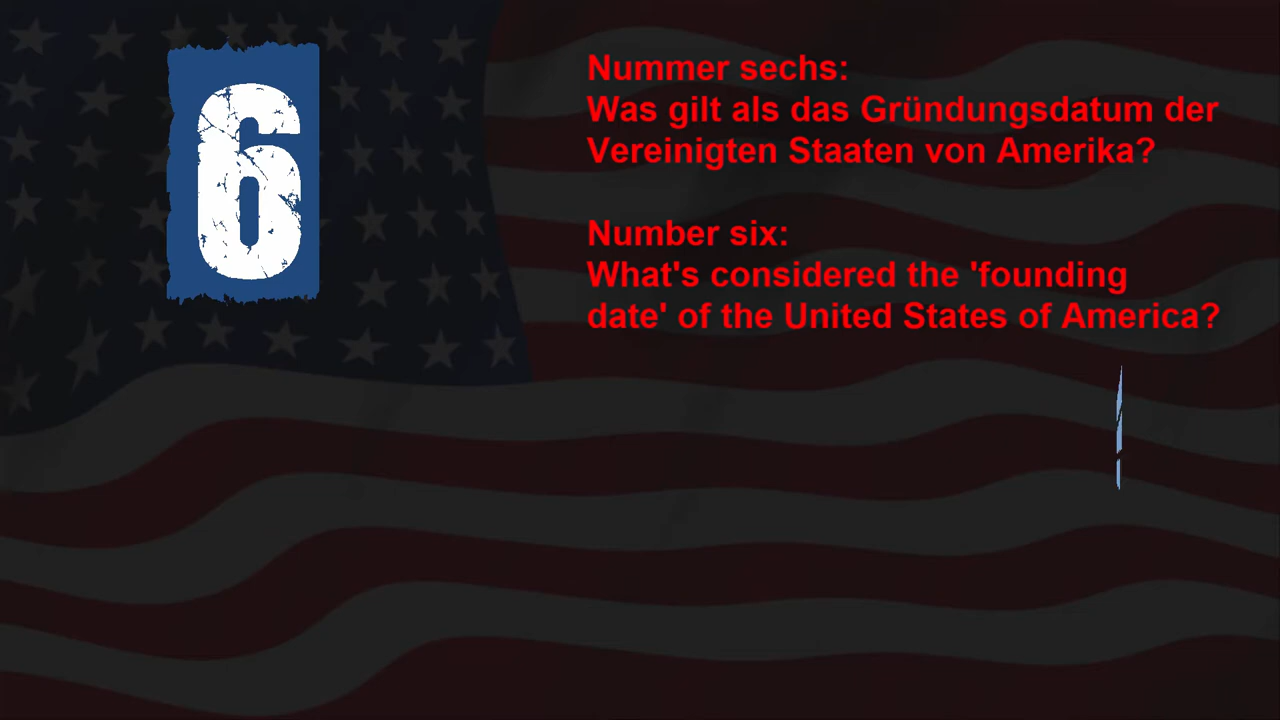 6
Nummer sechs:
Was gilt als das Gründungsdatum der
Vereinigten Staaten von Amerika?
Number six:
What's considered the 'founding
date' of the United States of America?